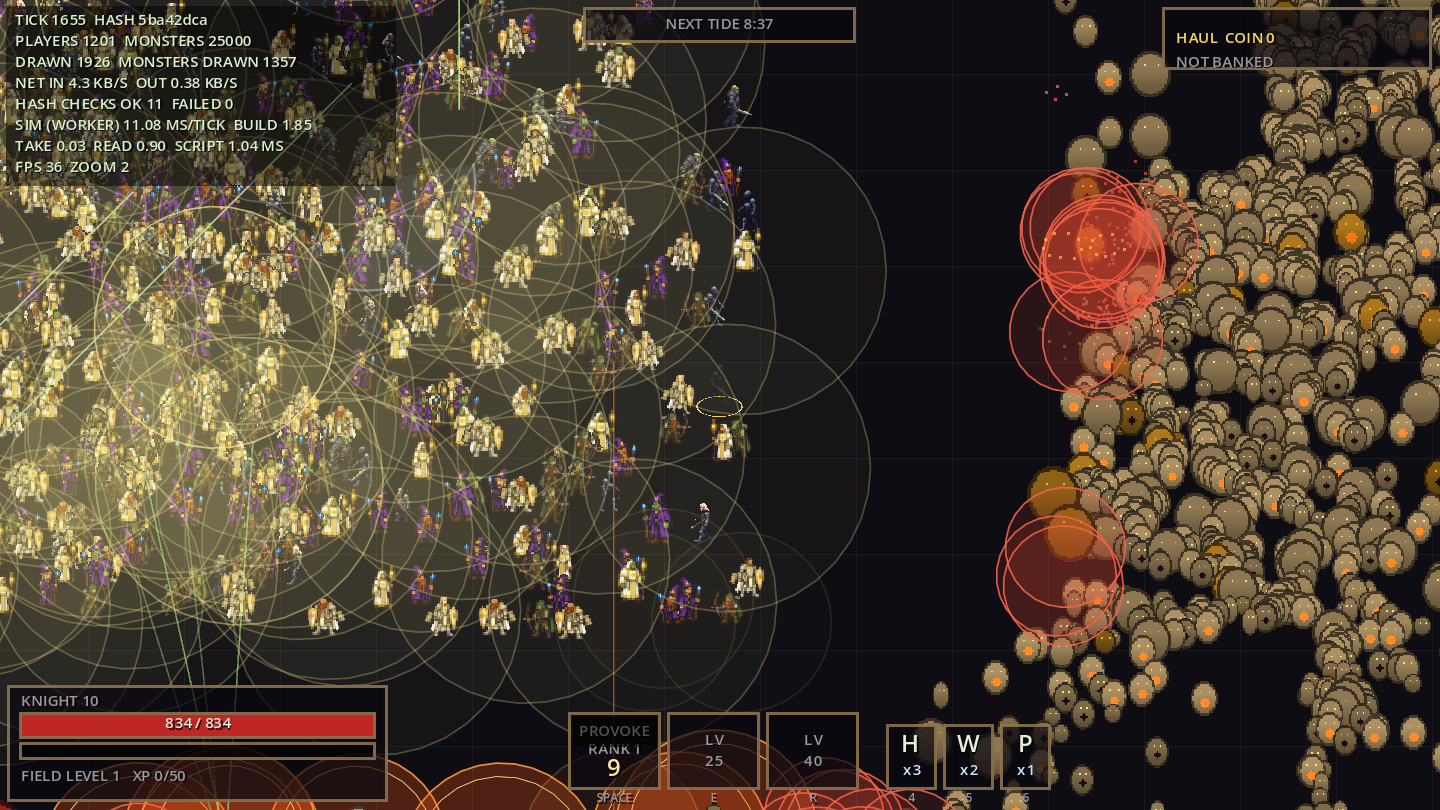 TICK 1655 HASH 5ba42dca
PLAYERS 1201 MONSTERS 25000
DRAWN 1926 MONSTERS DRAWN 1357
NET IN 4.3 KB/S OUT 0.38 KB/S
HASH CHECKS OK 11 FAILED 0
SIM (WORKER) 11.08 MS/TICK BUILD 1.85
TAKE 0.03 READ 0.90 SCRIPT 1.04 MS
FPS 36 ZOOM 2
NEXT TIDE 8:37
HAUL COIN 0
NOT BANKED
KNIGHT 10
834 / 834
FIELD LEVEL 1 XP 0/50
PROVOKE
RANK 1
9
SPACE
LV
25
E
LV
40
R
H
x3
4
W
x2
5
P
x1
6